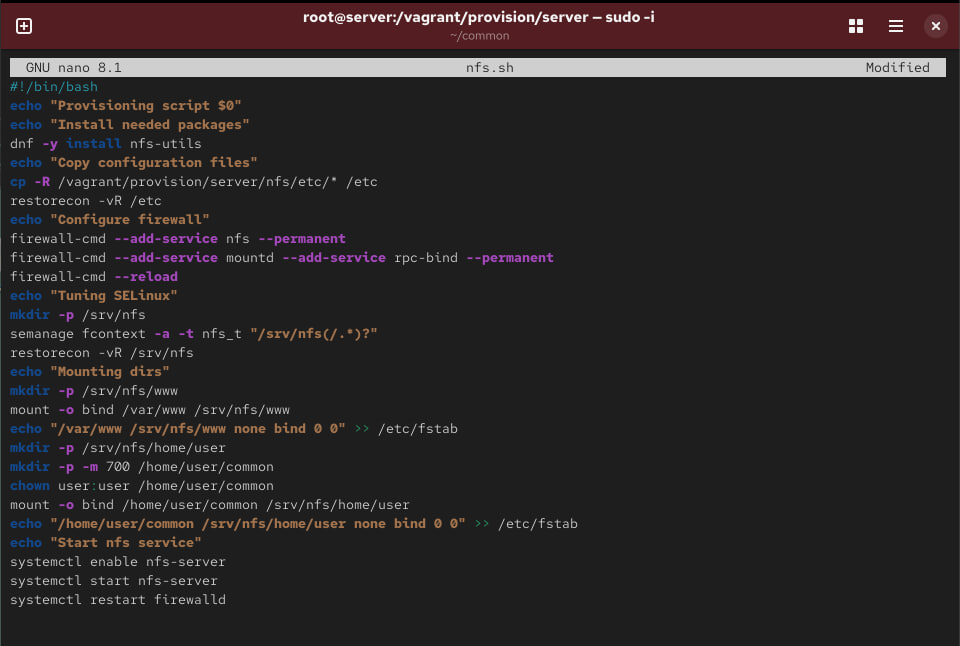 root@server:/vagrant/provision/server — sudo -i
~/common
GNU nano 8.1 nfs.sh Modified
#!/bin/bash
echo "Provisioning script $0"
echo "Install needed packages"
dnf -y install nfs-utils
echo "Copy configuration files"
cp -R /vagrant/provision/server/nfs/etc/* /etc
restorecon -vR /etc
echo "Configure firewall"
firewall-cmd --add-service nfs --permanent
firewall-cmd --add-service mountd --add-service rpc-bind --permanent
firewall-cmd --reload
echo "Tuning SELinux"
mkdir -p /srv/nfs
semanage fcontext -a -t nfs_t "/srv/nfs(/.*)?"
restorecon -vR /srv/nfs
echo "Mounting dirs"
mkdir -p /srv/nfs/www
mount -o bind /var/www /srv/nfs/www
echo "/var/www /srv/nfs/www none bind 0 0" >> /etc/fstab
mkdir -p /srv/nfs/home/user
mkdir -p -m 700 /home/user/common
chown user:user /home/user/common
mount -o bind /home/user/common /srv/nfs/home/user
echo "/home/user/common /srv/nfs/home/user none bind 0 0" >> /etc/fstab
echo "Start nfs service"
systemctl enable nfs-server
systemctl start nfs-server
systemctl restart firewalld